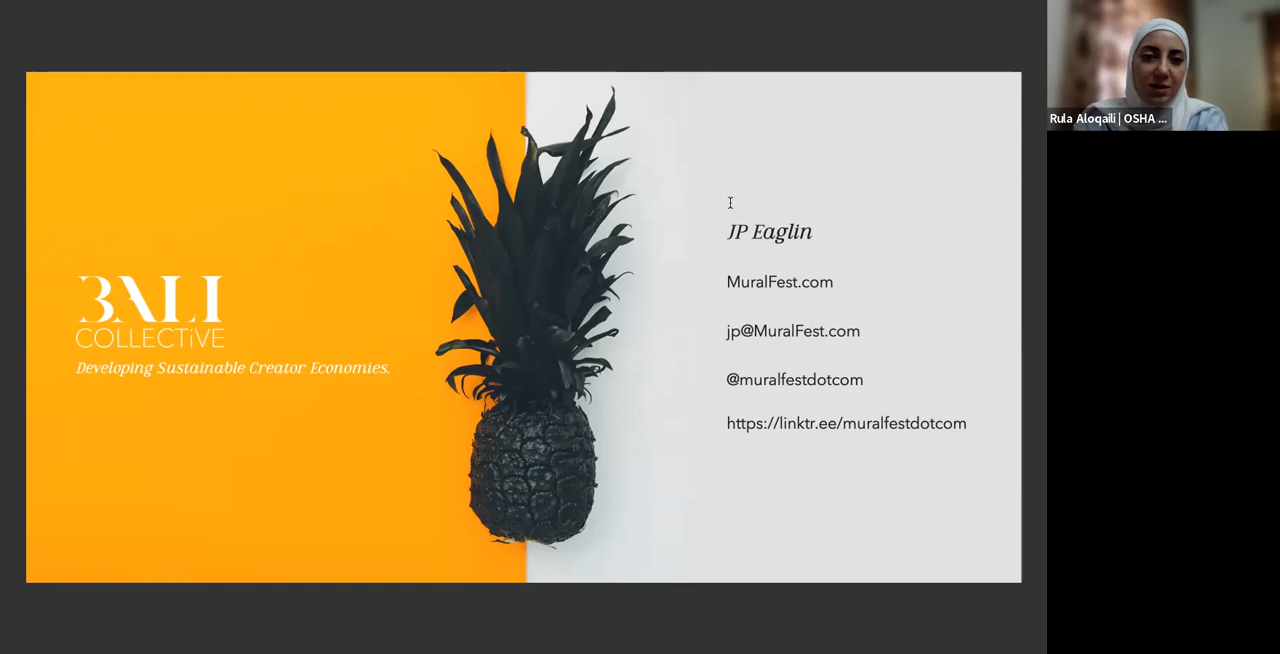 BALI
COLLECTiVE
Developing Sustainable Creator Economies.
JP Eaglin
MuralFest.com
jp@MuralFest.com
@muralfestdotcom
https://linktr.ee/muralfestdotcom
Rula Aloqaili | OSHA ...